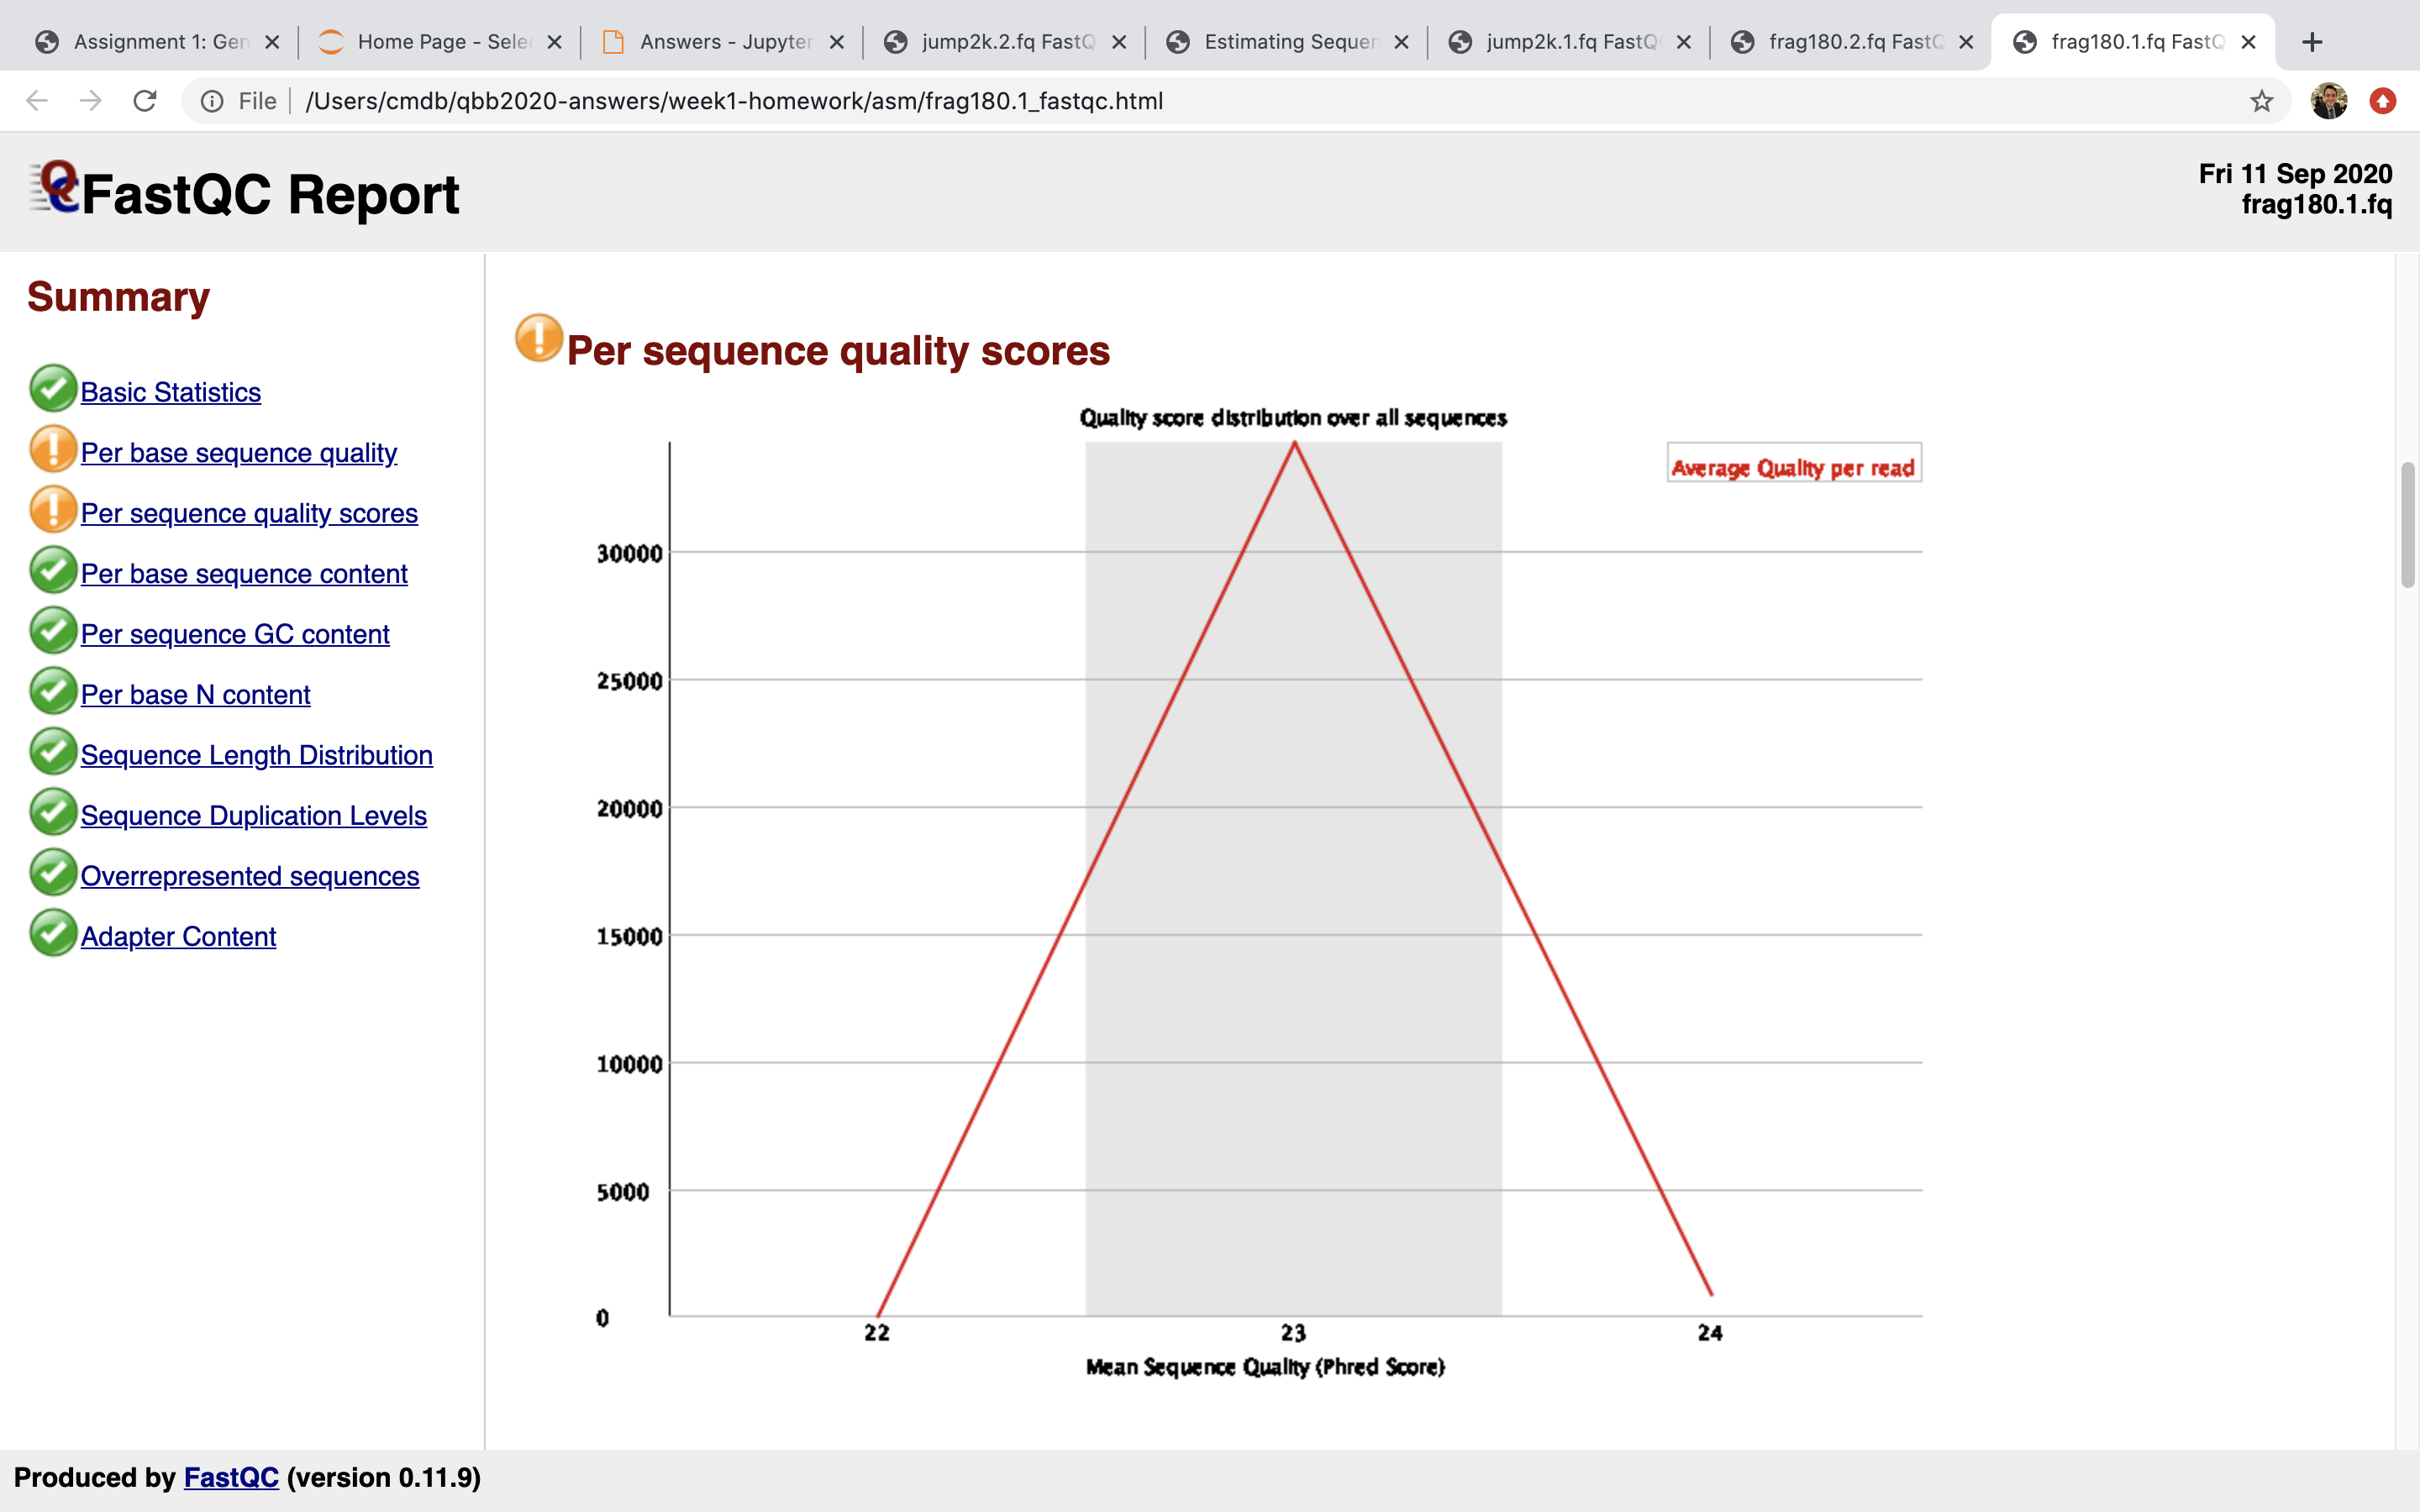 Assignment 1: Gen
Home Page - Selec
Answers - Jupyter
jump2k.2.fq FastQ
Estimating Sequen
jump2k.1.fq FastQ
frag180.2.fq FastQ
frag180.1.fq FastQ
File
/Users/cmdb/qbb2020-answers/week1-homework/asm/frag180.1_fastqc.html
FastQC Report
Fri 11 Sep 2020
frag180.1.fq
Summary
Basic Statistics
Per base sequence quality
Per sequence quality scores
Per base sequence content
Per sequence GC content
Per base N content
Sequence Length Distribution
Sequence Duplication Levels
Overrepresented sequences
Adapter Content
Per sequence quality scores
Quality score distribution over all sequences
Average Quality per read
30000
25000
20000
15000
10000
5000
0
22 23 24
Mean Sequence Quality (Phred Score)
Produced by FastQC (version 0.11.9)